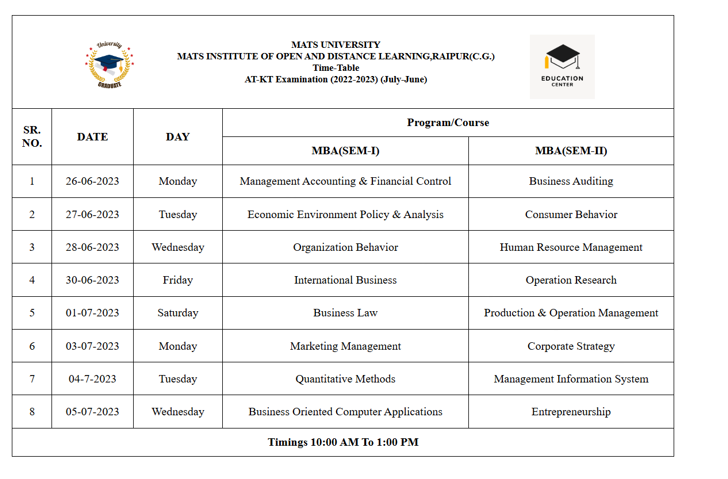 University
GRADUATE
MATS UNIVERSITY
MATS INSTITUTE OF OPEN AND DISTANCE LEARNING,RAIPUR(C.G.)
Time-Table
AT-KT Examination (2022-2023) (July-June)
EDUCATION
CENTER
SR. NO. DATE DAY Program/Course
MBA(SEM-I) MBA(SEM-II)
1 26-06-2023 Monday Management Accounting & Financial Control Business Auditing
2 27-06-2023 Tuesday Economic Environment Policy & Analysis Consumer Behavior
3 28-06-2023 Wednesday Organization Behavior Human Resource Management
4 30-06-2023 Friday International Business Operation Research
5 01-07-2023 Saturday Business Law Production & Operation Management
6 03-07-2023 Monday Marketing Management Corporate Strategy
7 04-7-2023 Tuesday Quantitative Methods Management Information System
8 05-07-2023 Wednesday Business Oriented Computer Applications Entrepreneurship
Timings 10:00 AM To 1:00 PM